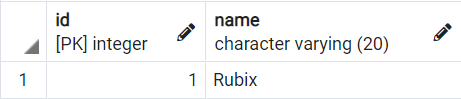 id name
[PK] integer character varying (20)
1 1 Rubix